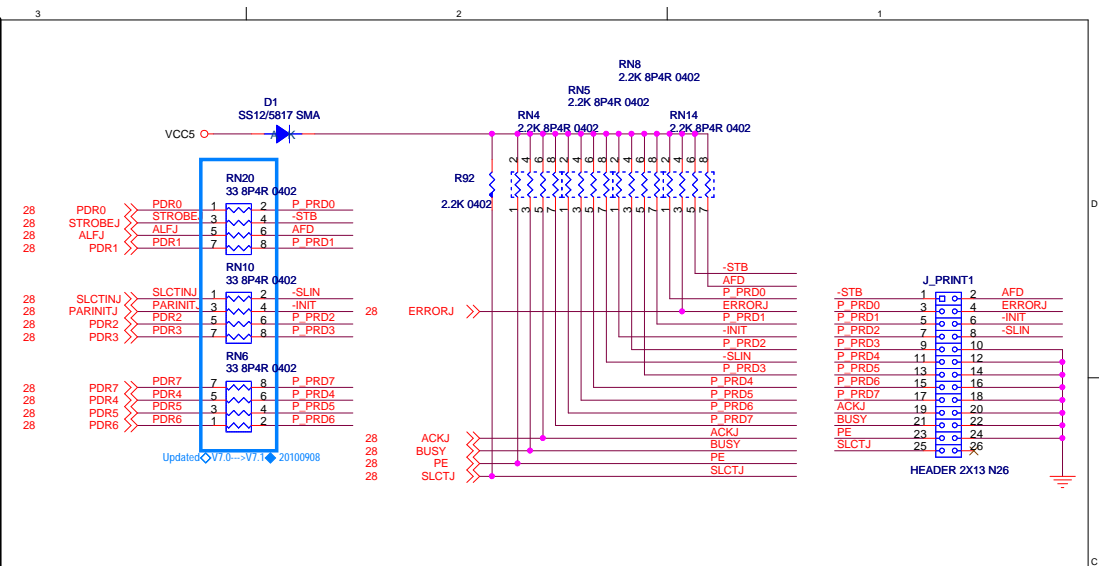 3 2 1
RN8
2.2K 8P4R 0402
RN5
2.2K 8P4R 0402
D1
SS12/5817 SMA
RN4
2.2K 8P4R 0402
RN14
2.2K 8P4R 0402
VCC5
2 4 6 8 2 4 6 8 2 4 6 8 2 4 6 8
R92
2.2K 0402
1 3 5 7 1 3 5 7 1 3 5 7 1 3 5 7
D
RN20
33 8P4R 0402
28 PDR0 PDR0 1 2 P_PRD0
28 STROBEJ STROBEJ 3 4 -STB
28 ALFJ ALFJ 5 6 AFD
28 PDR1 PDR1 7 8 P_PRD1
RN10
33 8P4R 0402
28 SLCTINJ SLCTINJ 1 2 -SLIN
28 PARINITJ PARINITJ 3 4 -INIT
28 PDR2 PDR2 5 6 P_PRD2
28 PDR3 PDR3 7 8 P_PRD3
RN6
33 8P4R 0402
28 PDR7 PDR7 7 8 P_PRD7
28 PDR4 PDR4 5 6 P_PRD4
28 PDR5 PDR5 3 4 P_PRD5
28 PDR6 PDR6 1 2 P_PRD6
Updated V7.0--->V7.1 20100908
-STB
AFD
P_PRD0
28 ERRORJ ERRORJ
P_PRD1
-INIT
P_PRD2
-SLIN
P_PRD3
P_PRD4
P_PRD5
P_PRD6
P_PRD7
28 ACKJ ACKJ
28 BUSY BUSY
28 PE PE
28 SLCTJ SLCTJ
J_PRINT1
-STB 1 2 AFD
P_PRD0 3 4 ERRORJ
P_PRD1 5 6 -INIT
P_PRD2 7 8 -SLIN
P_PRD3 9 10
P_PRD4 11 12
P_PRD5 13 14
P_PRD6 15 16
P_PRD7 17 18
ACKJ 19 20
BUSY 21 22
PE 23 24
SLCTJ 25 26
HEADER 2X13 N26
C